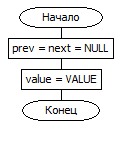 Начало
prev = next = NULL
value = VALUE
Конец